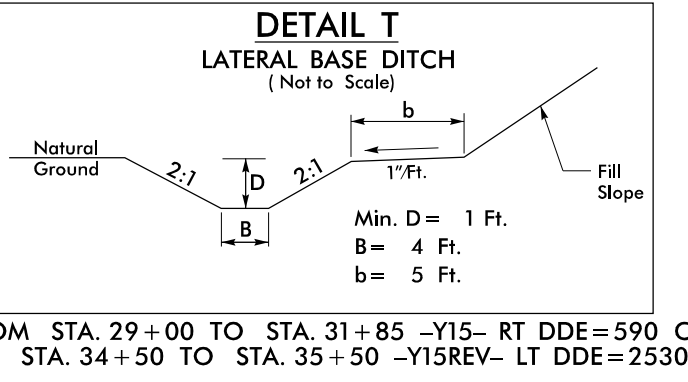 DETAIL T
LATERAL BASE DITCH
( Not to Scale)
b
Natural
Ground
2:1
D
2:1
1"/Ft.
Fill
Slope
B
Min. D = 1 Ft.
B = 4 Ft.
b = 5 Ft.
STA. 29+00 TO STA. 31+85 -Y15- RT DDE=590
STA. 34+50 TO STA. 35+50 -Y15REV- LT DDE=2530